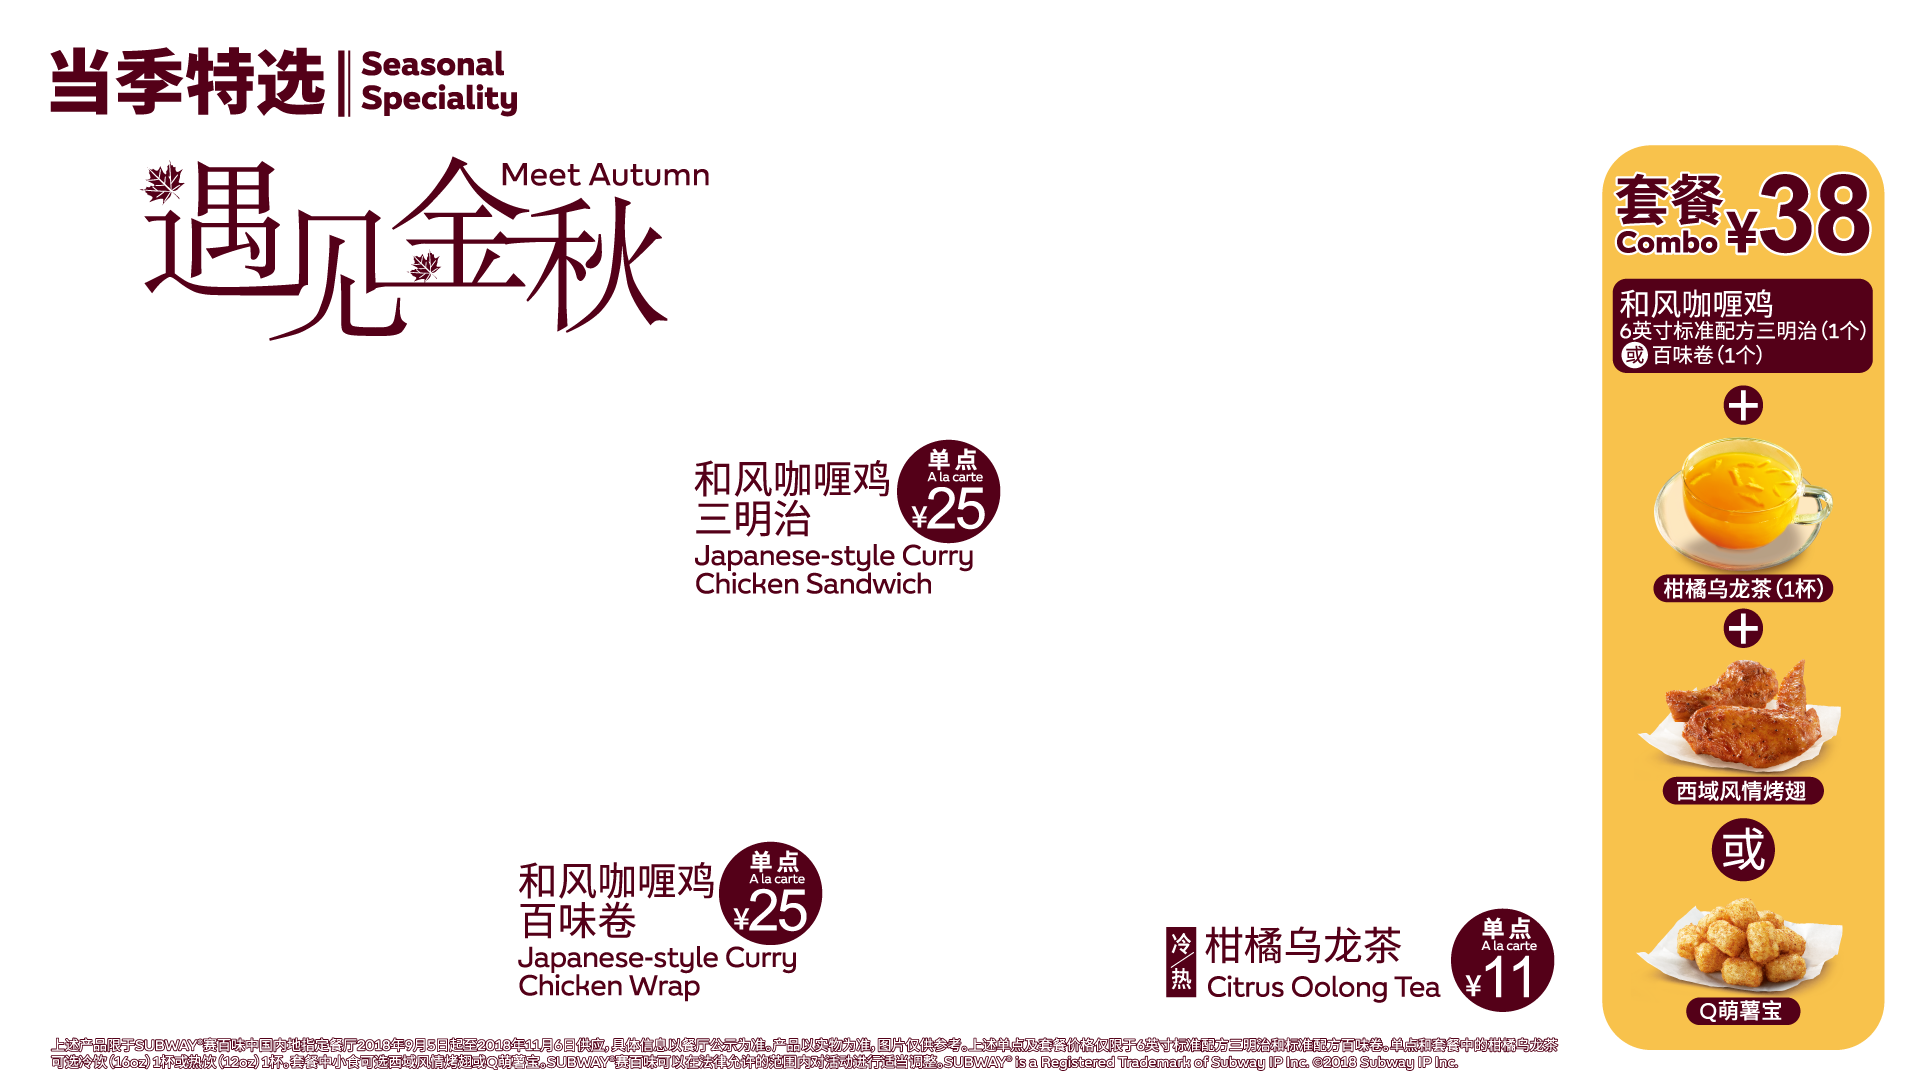 当季特选
Seasonal
Speciality
遇见金秋
Meet Autumn
和风咖喱鸡
三明治
Japanese-style Curry
Chicken Sandwich
单点
A la carte
¥25
和风咖喱鸡
百味卷
Japanese-style Curry
Chicken Wrap
单点
A la carte
¥25
冷/热
柑橘乌龙茶
Citrus Oolong Tea
单点
A la carte
¥11
套餐
Combo
¥38
和风咖喱鸡
6英寸标准配方三明治(1个)
或 百味卷(1个)
+
柑橘乌龙茶(1杯)
+
西域风情烤翅
或
Q萌薯宝
上述产品限于SUBWAY®赛百味中国内地指定餐厅2018年9月5日起至2018年11月6日供应,具体信息以餐厅公示为准。产品以实物为准,图片仅供参考。上述单点及套餐价格仅限于6英寸标准配方三明治和标准配方百味卷。单点和套餐中的柑橘乌龙茶
可选冷饮(16oz)1杯或热饮(12oz)1杯。套餐中小食可选西域风情烤翅或Q萌薯宝。SUBWAY®赛百味可以在法律允许的范围内对活动进行适当调整。SUBWAY® is a Registered Trademark of Subway IP Inc. ©2018 Subway IP Inc.